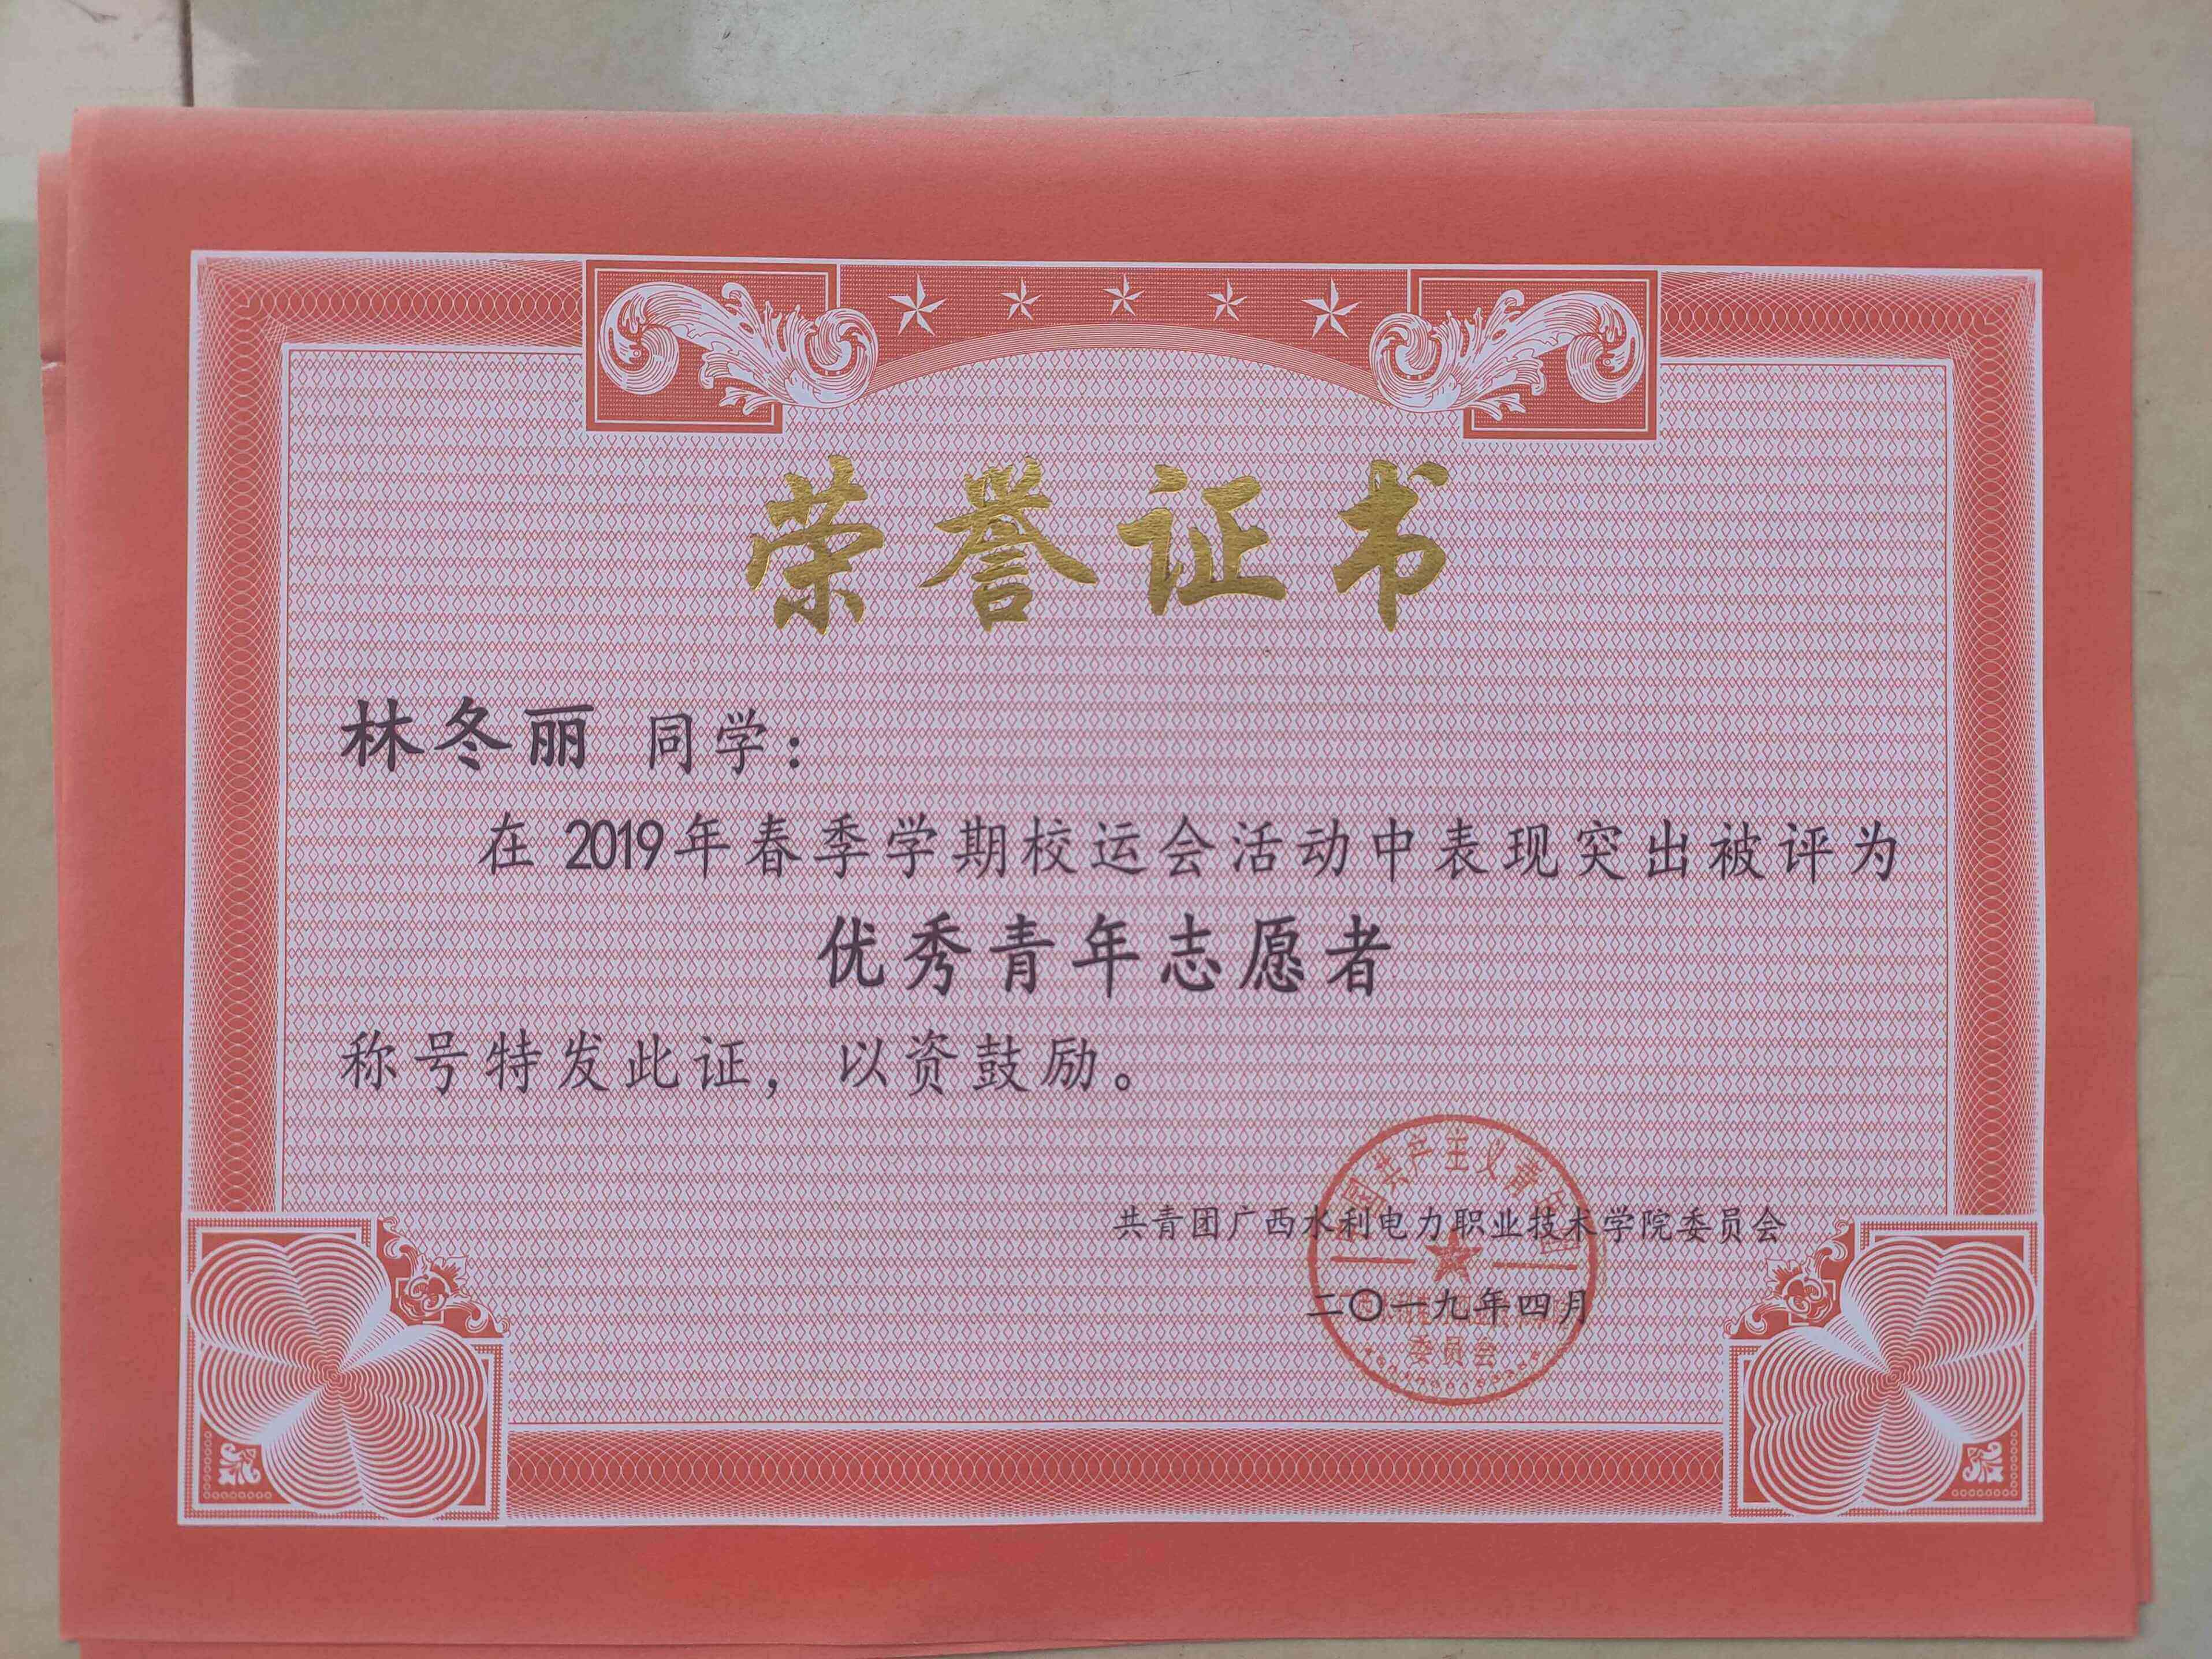 荣誉证书
林冬丽 同学：
在 2019年春季学期校运会活动中表现突出被评为
优秀青年志愿者
称号特发此证，以资鼓励。
共青团广西水利电力职业技术学院委员会
二〇一九年四月
国共产主义青年团
委员会